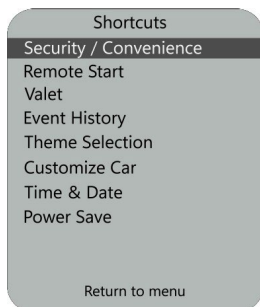 Shortcuts
Security / Convenience
Remote Start
Valet
Event History
Theme Selection
Customize Car
Time & Date
Power Save
Return to menu